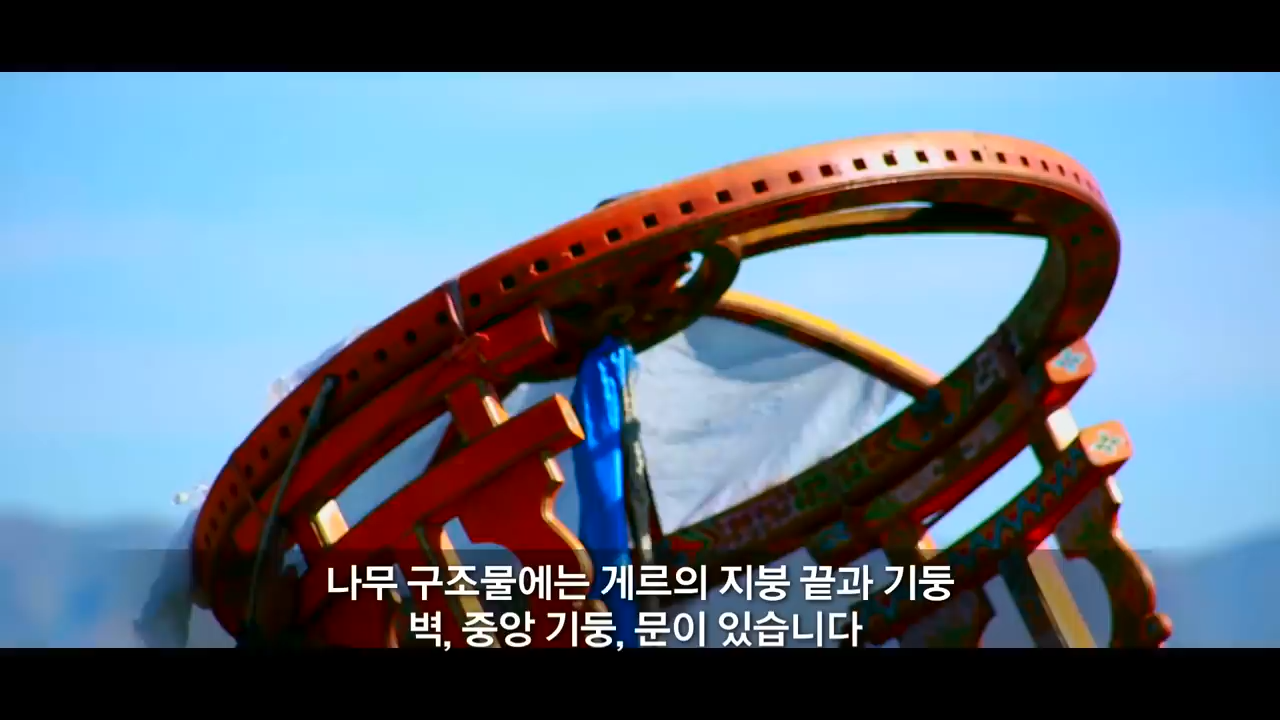 나무 구조물에는 게르의 지붕 끝과 기둥
벽, 중앙 기둥, 문이 있습니다